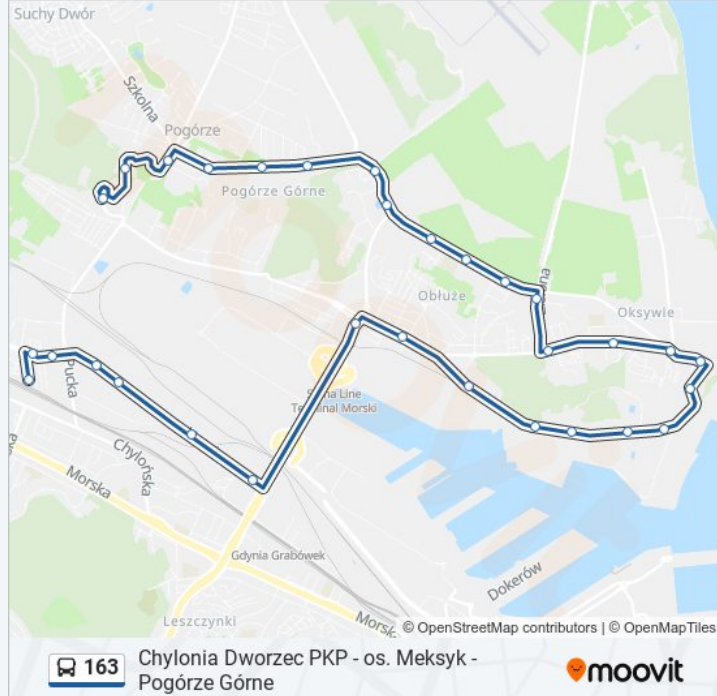 Suchy Dwór
Szkolna
Pogórze
Pogórze Górne
Obłuże
Oksywie
Pucka
Terminal Morski
Chylońska
Morska
Gdynia Grabówek
Dokerów
Leszczynki
Morska
© OpenStreetMap contributors | © OpenMapTiles
163
Chylonia Dworzec PKP - os. Meksyk -
Pogórze Górne
moovit